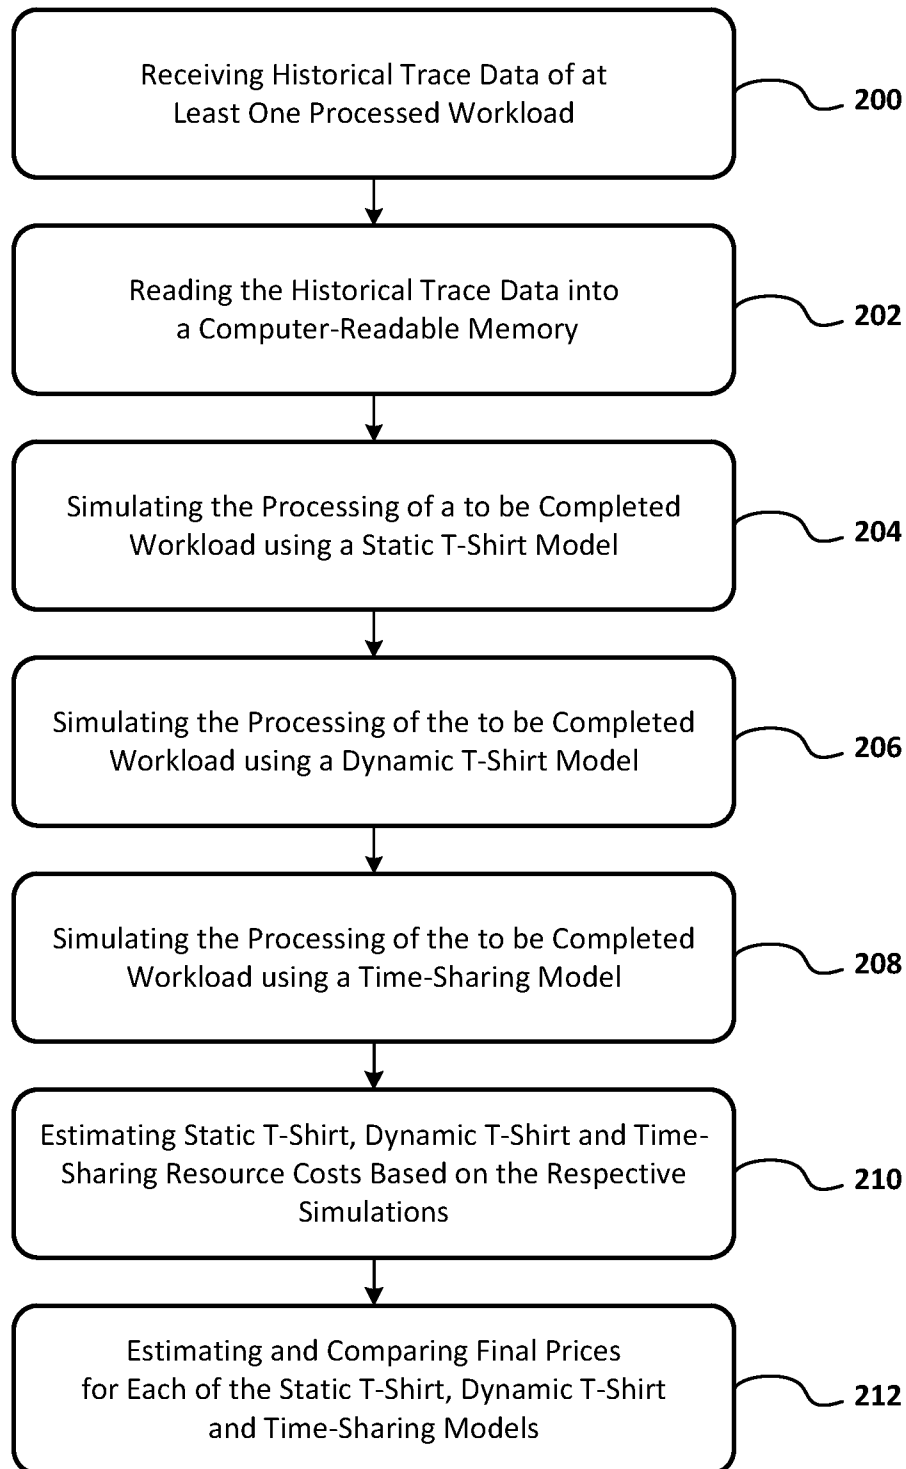 Receiving Historical Trace Data of at
Least One Processed Workload
200
Reading the Historical Trace Data into
a Computer-Readable Memory
202
Simulating the Processing of a to be Completed
Workload using a Static T-Shirt Model
204
Simulating the Processing of the to be Completed
Workload using a Dynamic T-Shirt Model
206
Simulating the Processing of the to be Completed
Workload using a Time-Sharing Model
208
Estimating Static T-Shirt, Dynamic T-Shirt and Time-
Sharing Resource Costs Based on the Respective
Simulations
210
Estimating and Comparing Final Prices
for Each of the Static T-Shirt, Dynamic T-Shirt
and Time-Sharing Models
212